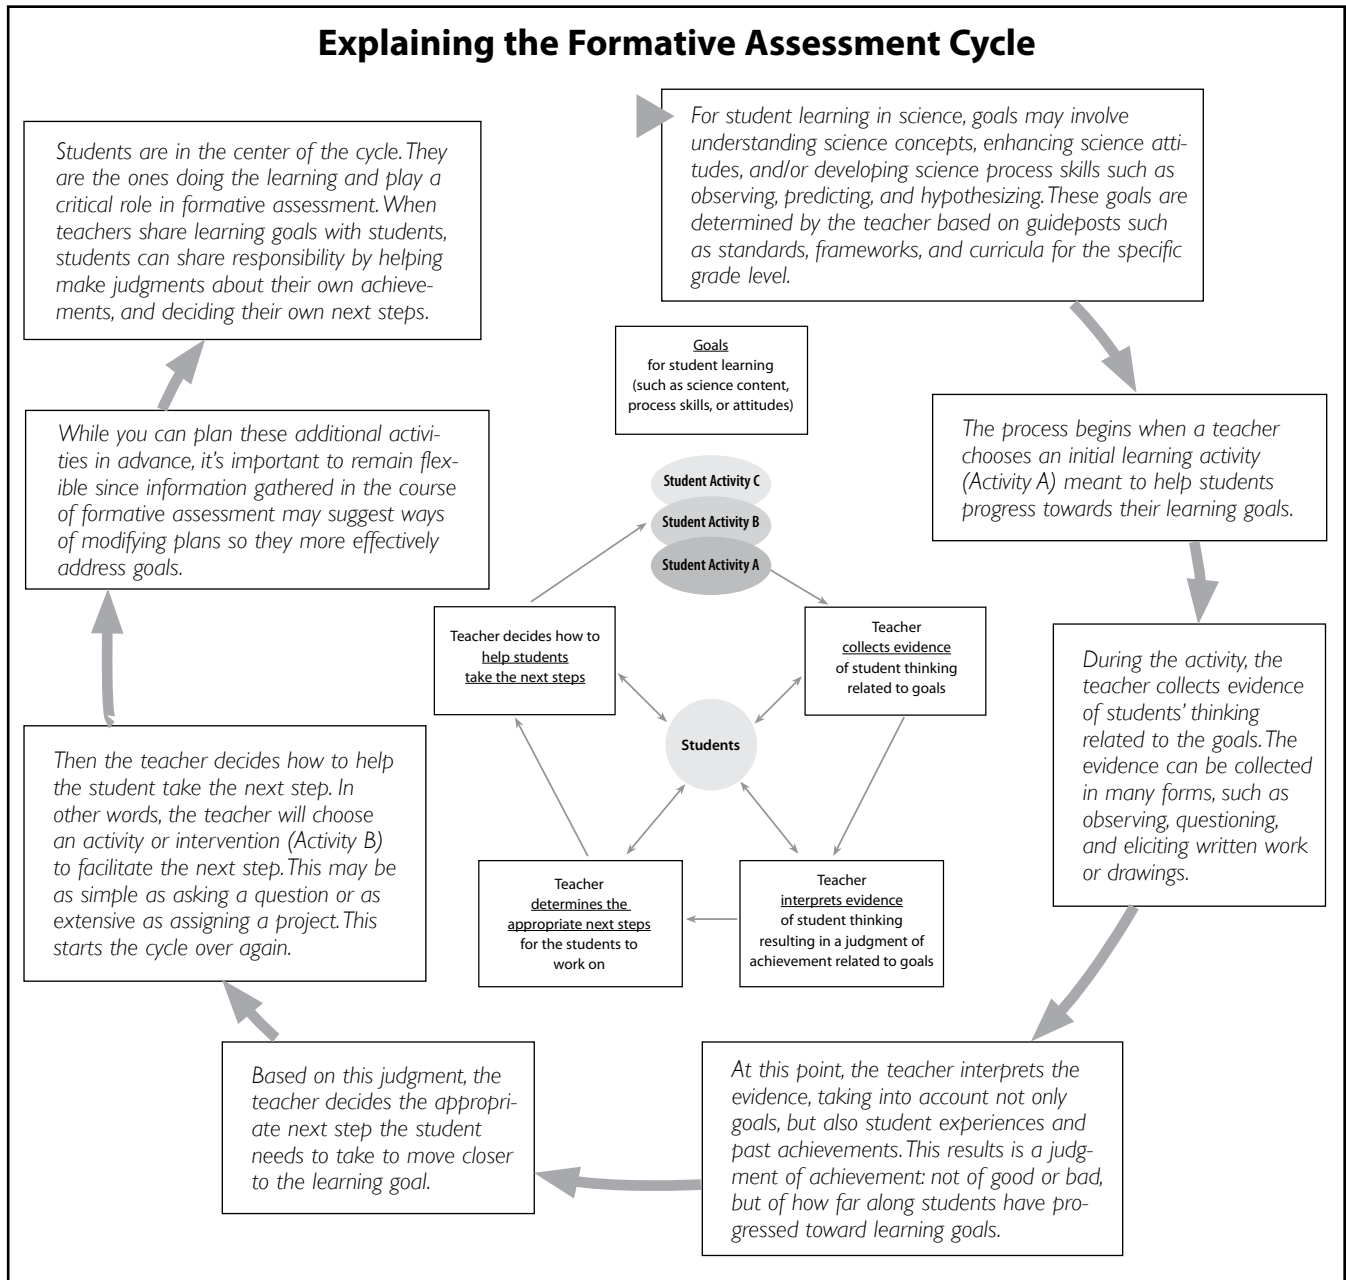 Explaining the Formative Assessment Cycle
For student learning in science, goals may involve
understanding science concepts, enhancing science atti-
tudes, and/or developing science process skills such as
observing, predicting, and hypothesizing. These goals are
determined by the teacher based on guideposts such
as standards, frameworks, and curricula for the specific
grade level.
The process begins when a teacher
chooses an initial learning activity
(Activity A) meant to help students
progress towards their learning goals.
During the activity, the
teacher collects evidence
of students' thinking
related to the goals. The
evidence can be collected
in many forms, such as
observing, questioning,
and eliciting written work
or drawings.
At this point, the teacher interprets the
evidence, taking into account not only
goals, but also student experiences and
past achievements. This results is a judg-
ment of achievement: not of good or bad,
but of how far along students have pro-
gressed toward learning goals.
Based on this judgment, the
teacher decides the appropri-
ate next step the student
needs to take to move closer
to the learning goal.
Then the teacher decides how to help
the student take the next step. In
other words, the teacher will choose
an activity or intervention (Activity B)
to facilitate the next step. This may be
as simple as asking a question or as
extensive as assigning a project. This
starts the cycle over again.
While you can plan these additional activi-
ties in advance, it's important to remain flex-
ible since information gathered in the course
of formative assessment may suggest ways
of modifying plans so they more effectively
address goals.
Students are in the center of the cycle. They
are the ones doing the learning and play a
critical role in formative assessment. When
teachers share learning goals with students,
students can share responsibility by helping
make judgments about their own achieve-
ments, and deciding their own next steps.
Goals
for student learning
(such as science content,
process skills, or attitudes)
Student Activity C
Student Activity B
Student Activity A
Teacher
collects evidence
of student thinking
related to goals
Teacher
interprets evidence
of student thinking
resulting in a judgment of
achievement related to goals
Teacher
determines the
appropriate next steps
for the students to
work on
Teacher decides how to
help students
take the next steps
Students